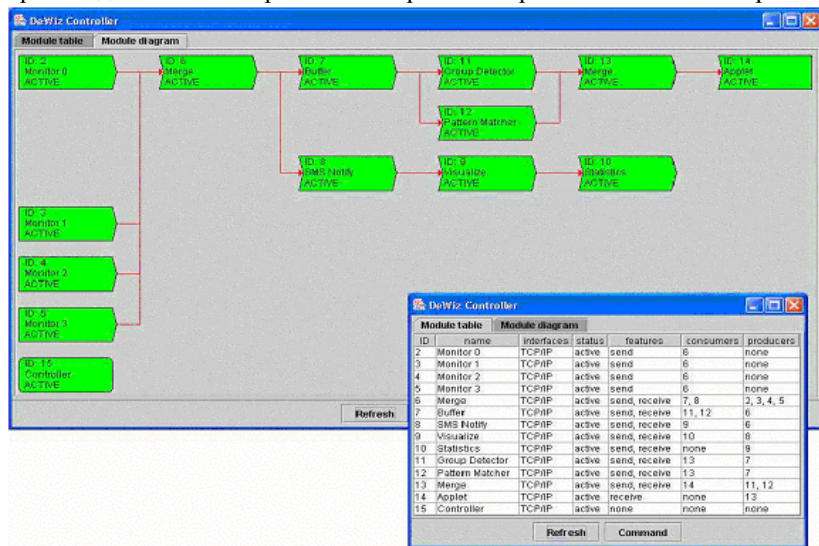 DeWiz Controller
Module table Module diagram
ID: 2
Monitor 0
ACTIVE
ID: 6
Merge
ACTIVE
ID: 7
Buffer
ACTIVE
ID: 11
Group Detector
ACTIVE
ID: 13
Merge
ACTIVE
ID: 14
Applet
ACTIVE
ID: 12
Pattern Matcher
ACTIVE
ID: 8
SMS Notify
ACTIVE
ID: 9
Visualize
ACTIVE
ID: 10
Statistics
ACTIVE
ID: 3
Monitor 1
ACTIVE
ID: 4
Monitor 2
ACTIVE
ID: 5
Monitor 3
ACTIVE
ID: 15
Controller
ACTIVE
Refresh
DeWiz Controller
Module table Module diagram
ID name interfaces status features consumers producers
2 Monitor 0 TCP/IP active send 6 none
3 Monitor 1 TCP/IP active send 6 none
4 Monitor 2 TCP/IP active send 6 none
5 Monitor 3 TCP/IP active send 6 none
6 Merge TCP/IP active send, receive 7, 8 2, 3, 4, 5
7 Buffer TCP/IP active send, receive 11, 12 6
8 SMS Notify TCP/IP active send, receive 9 6
9 Visualize TCP/IP active send, receive 10 8
10 Statistics TCP/IP active send, receive none 9
11 Group Detector TCP/IP active send, receive 13 7
12 Pattern Matcher TCP/IP active send, receive 13 7
13 Merge TCP/IP active send, receive 14 11, 12
14 Applet TCP/IP active receive none 13
15 Controller TCP/IP active none none none
Refresh Command